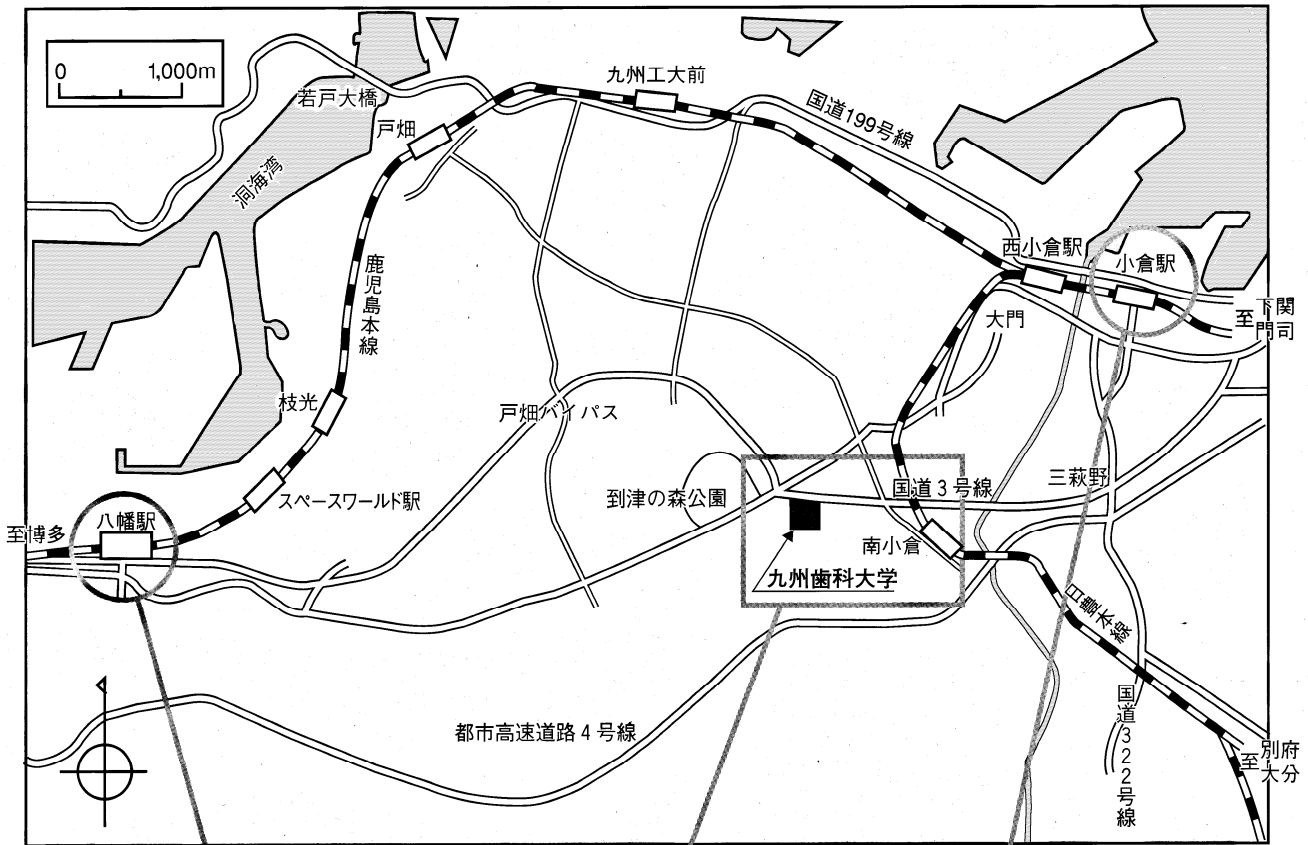 0 1,000m
若戸大橋
九州工大前
国道199号線
戸畑
洞海湾
西小倉駅
小倉駅
鹿児島本線
大門
至下関
門司
枝光
戸畑バイパス
スペースワールド駅
到津の森公園
国道3号線
三萩野
至博多
八幡駅
南小倉
九州歯科大学
日豊本線
国道322号線
都市高速道路4号線
至別府
大分